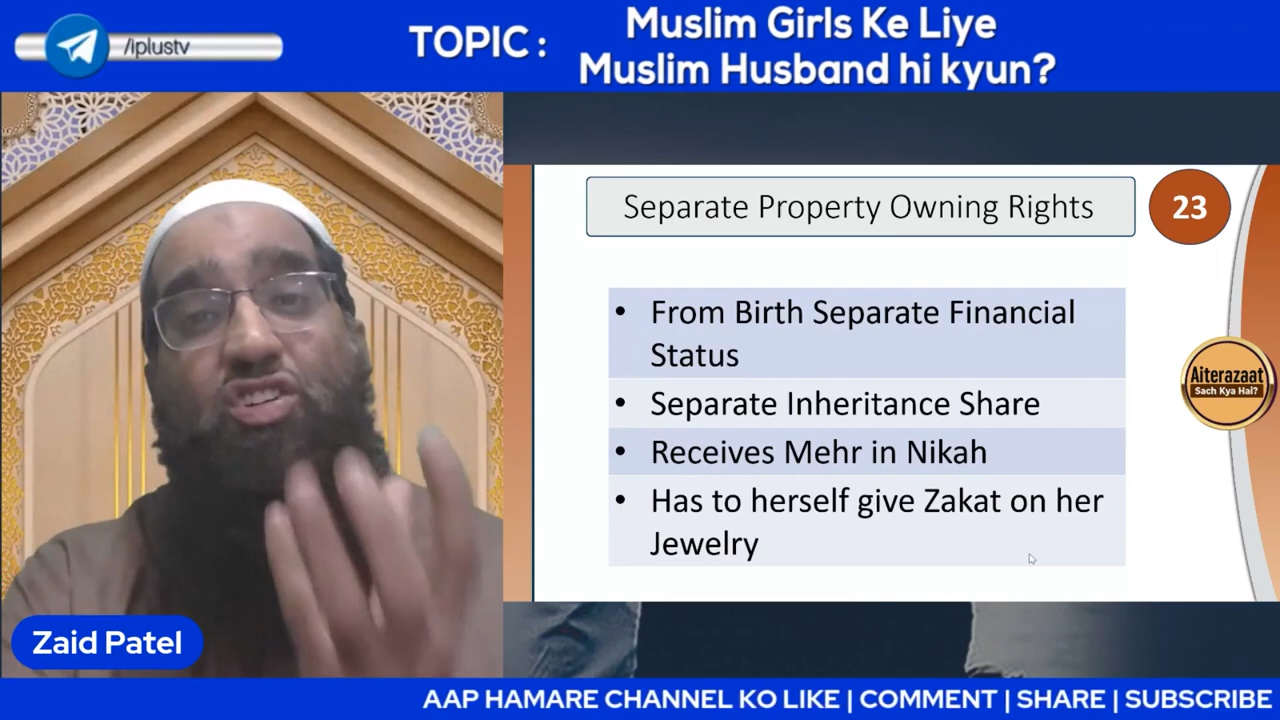 /iplustv
TOPIC :
Muslim Girls Ke Liye
Muslim Husband hi kyun?
Separate Property Owning Rights
23
• From Birth Separate Financial
Status
• Separate Inheritance Share
• Receives Mehr in Nikah
• Has to herself give Zakat on her
Jewelry
Aiterazaat
Sach Kya Hai?
Zaid Patel
AAP HAMARE CHANNEL KO LIKE | COMMENT | SHARE | SUBSCRIBE